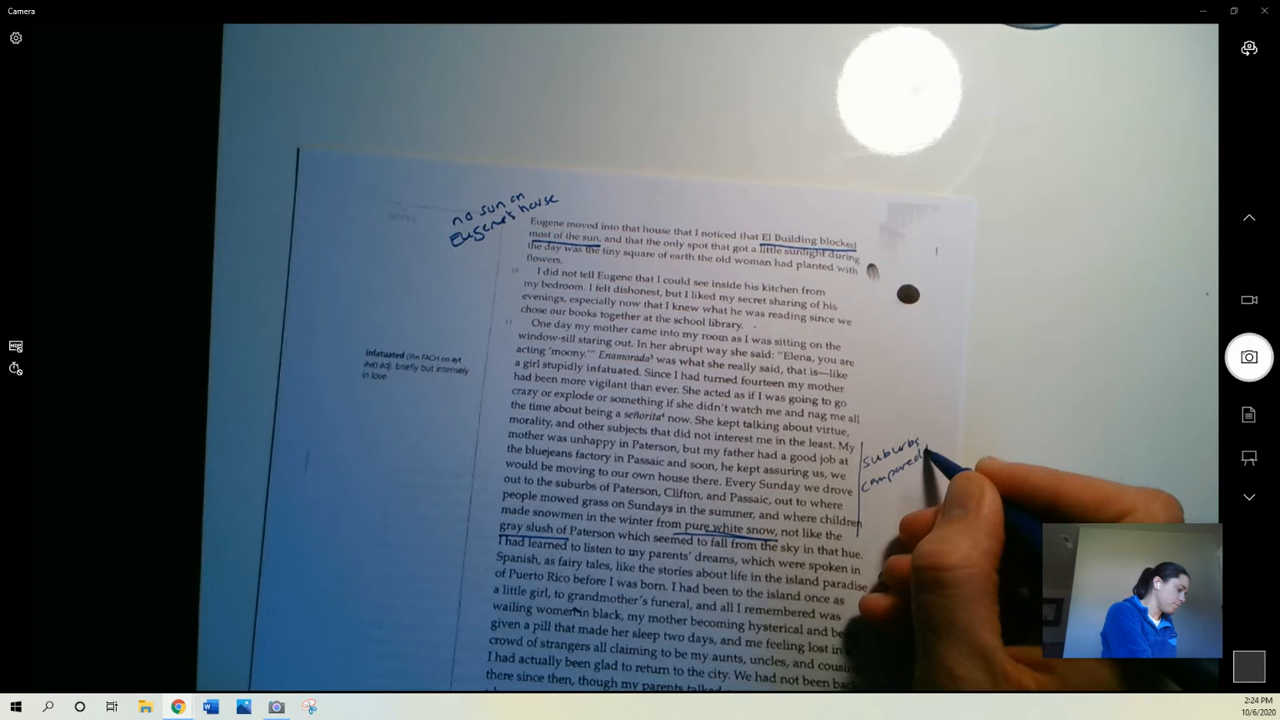 Camera
no sun on
Eugene's house
NOTES
Eugene moved into that house that I noticed that El Building blocked
most of the sun, and that the only spot that got a little sunlight during
the day was the tiny square of earth the old woman had planted with
flowers.
10 I did not tell Eugene that I could see inside his kitchen from
my bedroom. I felt dishonest, but I liked my secret sharing of his
evenings, especially now that I knew what he was reading since we
chose our books together at the school library.
11 One day my mother came into my room as I was sitting on the
window-sill staring out. In her abrupt way she said: "Elena, you are
acting 'moony.'" Enamorada³ was what she really said, that is—like
a girl stupidly infatuated. Since I had turned fourteen my mother
had been more vigilant than ever. She acted as if I was going to go
crazy or explode or something if she didn't watch me and nag me all
the time about being a señorita⁴ now. She kept talking about virtue,
morality, and other subjects that did not interest me in the least. My
mother was unhappy in Paterson, but my father had a good job at
the bluejeans factory in Passaic and soon, he kept assuring us, we
would be moving to our own house there. Every Sunday we drove
out to the suburbs of Paterson, Clifton, and Passaic, out to where
people mowed grass on Sundays in the summer, and where children
made snowmen in the winter from pure white snow, not like the
gray slush of Paterson which seemed to fall from the sky in that hue.
I had learned to listen to my parents' dreams, which were spoken in
Spanish, as fairy tales, like the stories about life in the island paradise
of Puerto Rico before I was born. I had been to the island once as
a little girl, to grandmother's funeral, and all I remembered was
wailing women in black, my mother becoming hysterical and be
given a pill that made her sleep two days, and me feeling lost in
crowd of strangers all claiming to be my aunts, uncles, and cousin
I had actually been glad to return to the city. We had not been back
there since then, though my parents talked
infatuated (ihn FACH oo ayt
ihd) adj. briefly but intensely
in love
suburbs
compared
2:24 PM
10/6/2020